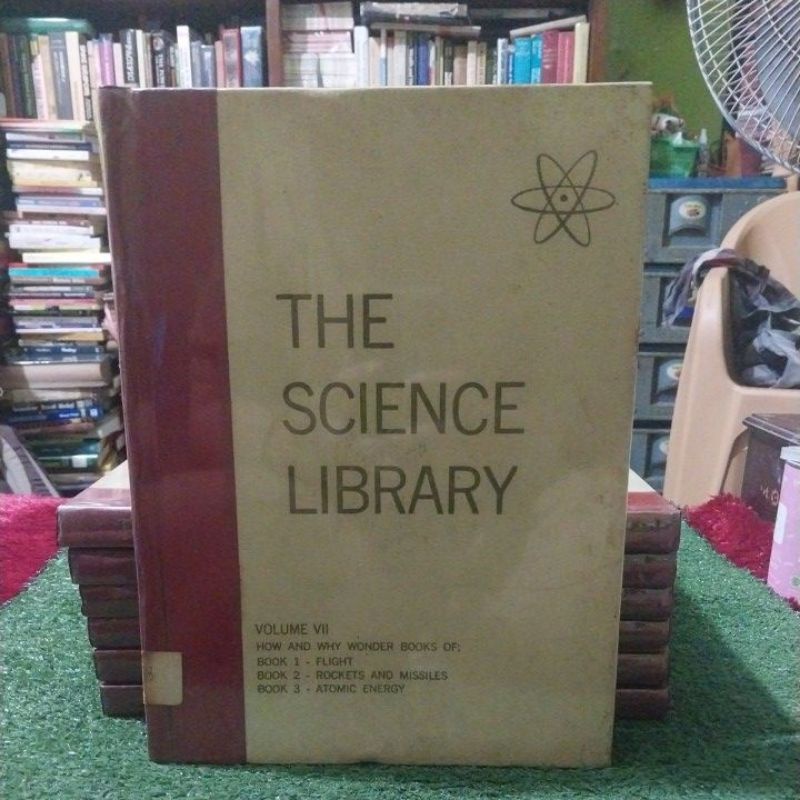 THE
SCIENCE
LIBRARY
VOLUME VII
HOW AND WHY WONDER BOOKS OF:
BOOK 1 - FLIGHT
BOOK 2 - ROCKETS AND MISSILES
BOOK 3 - ATOMIC ENERGY